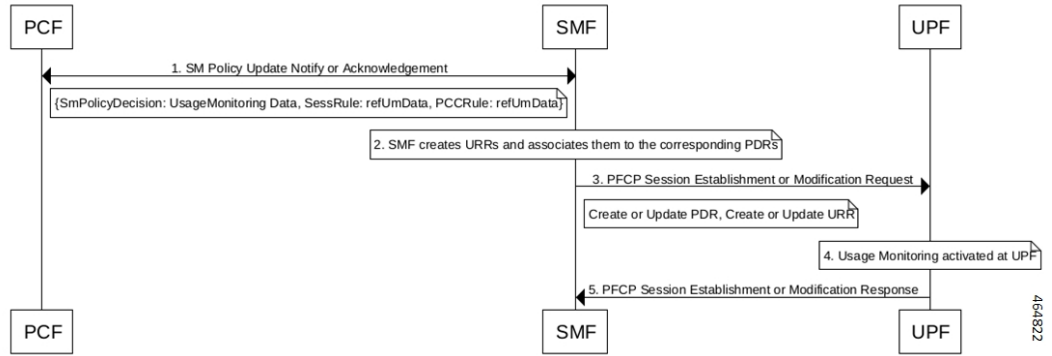 PCF
SMF
UPF
1. SM Policy Update Notify or Acknowledgement
{SmPolicyDecision: UsageMonitoring Data, SessRule: refUmData, PCCRule: refUmData}
2. SMF creates URRs and associates them to the corresponding PDRs
3. PFCP Session Establishment or Modification Request
Create or Update PDR, Create or Update URR
4. Usage Monitoring activated at UPF
5. PFCP Session Establishment or Modification Response
PCF
SMF
UPF
464822